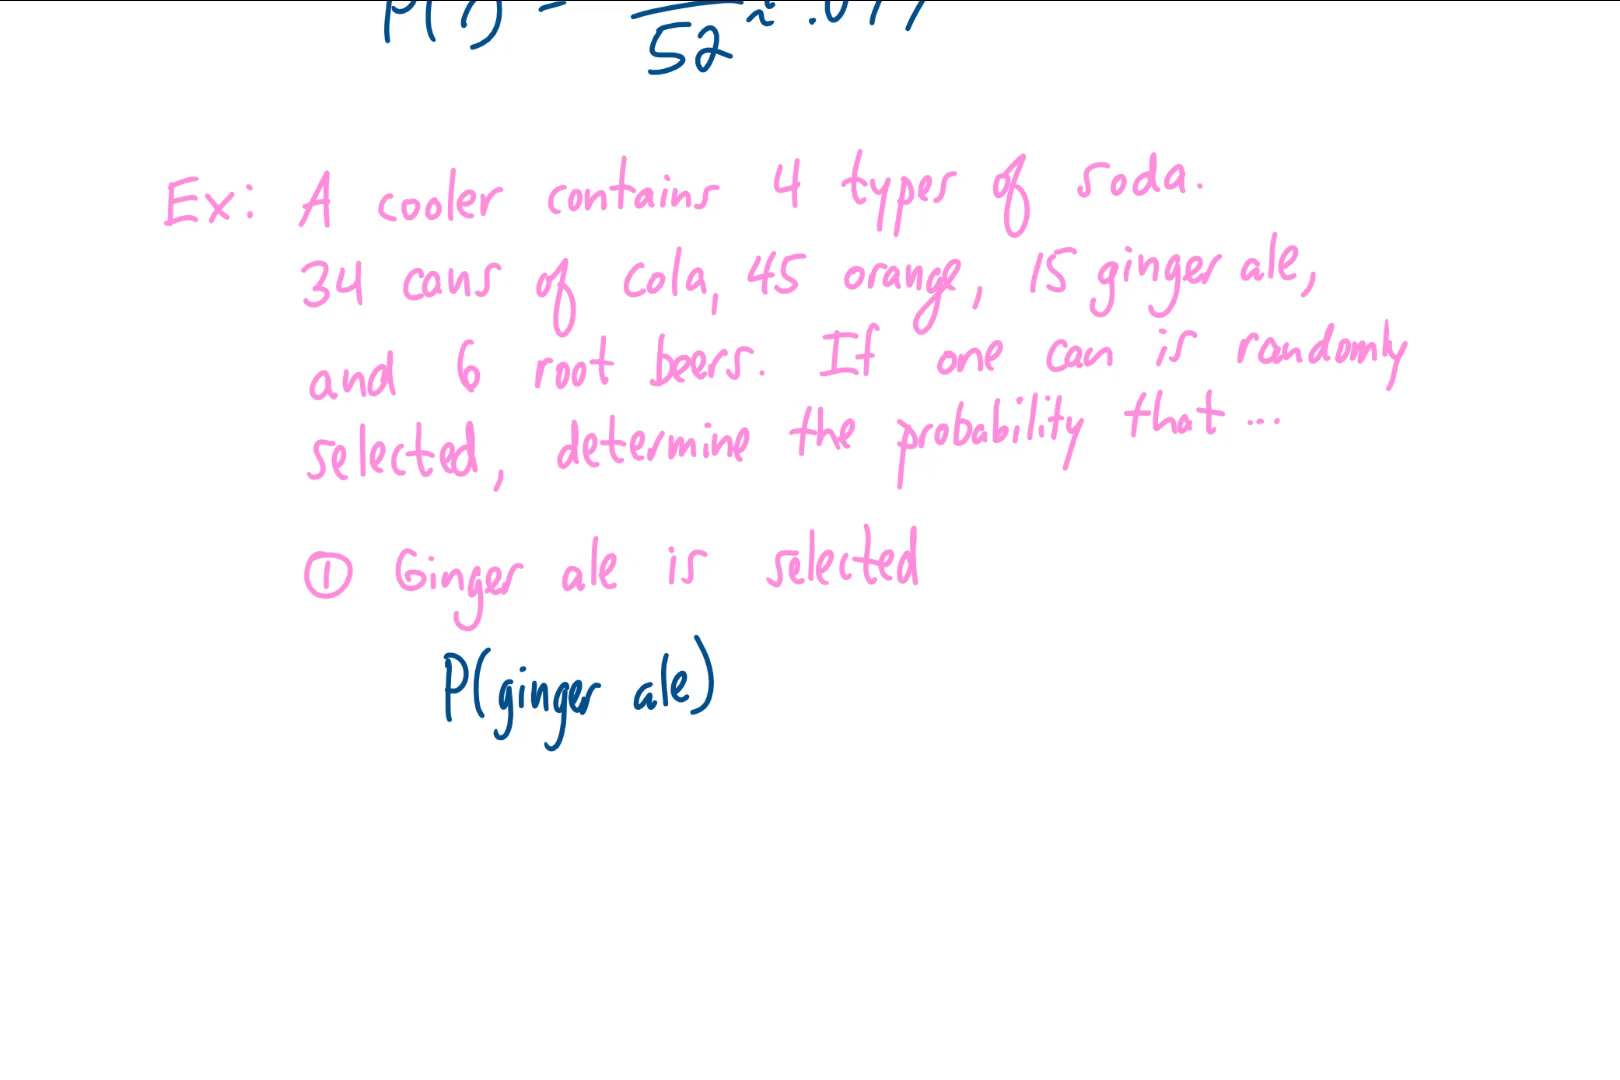 52
Ex: A cooler contains 4 types of soda.
34 cans of cola, 45 orange, 15 ginger ale,
and 6 root beers. If one can is randomly
selected, determine the probability that ...
① Ginger ale is selected
P(ginger ale)